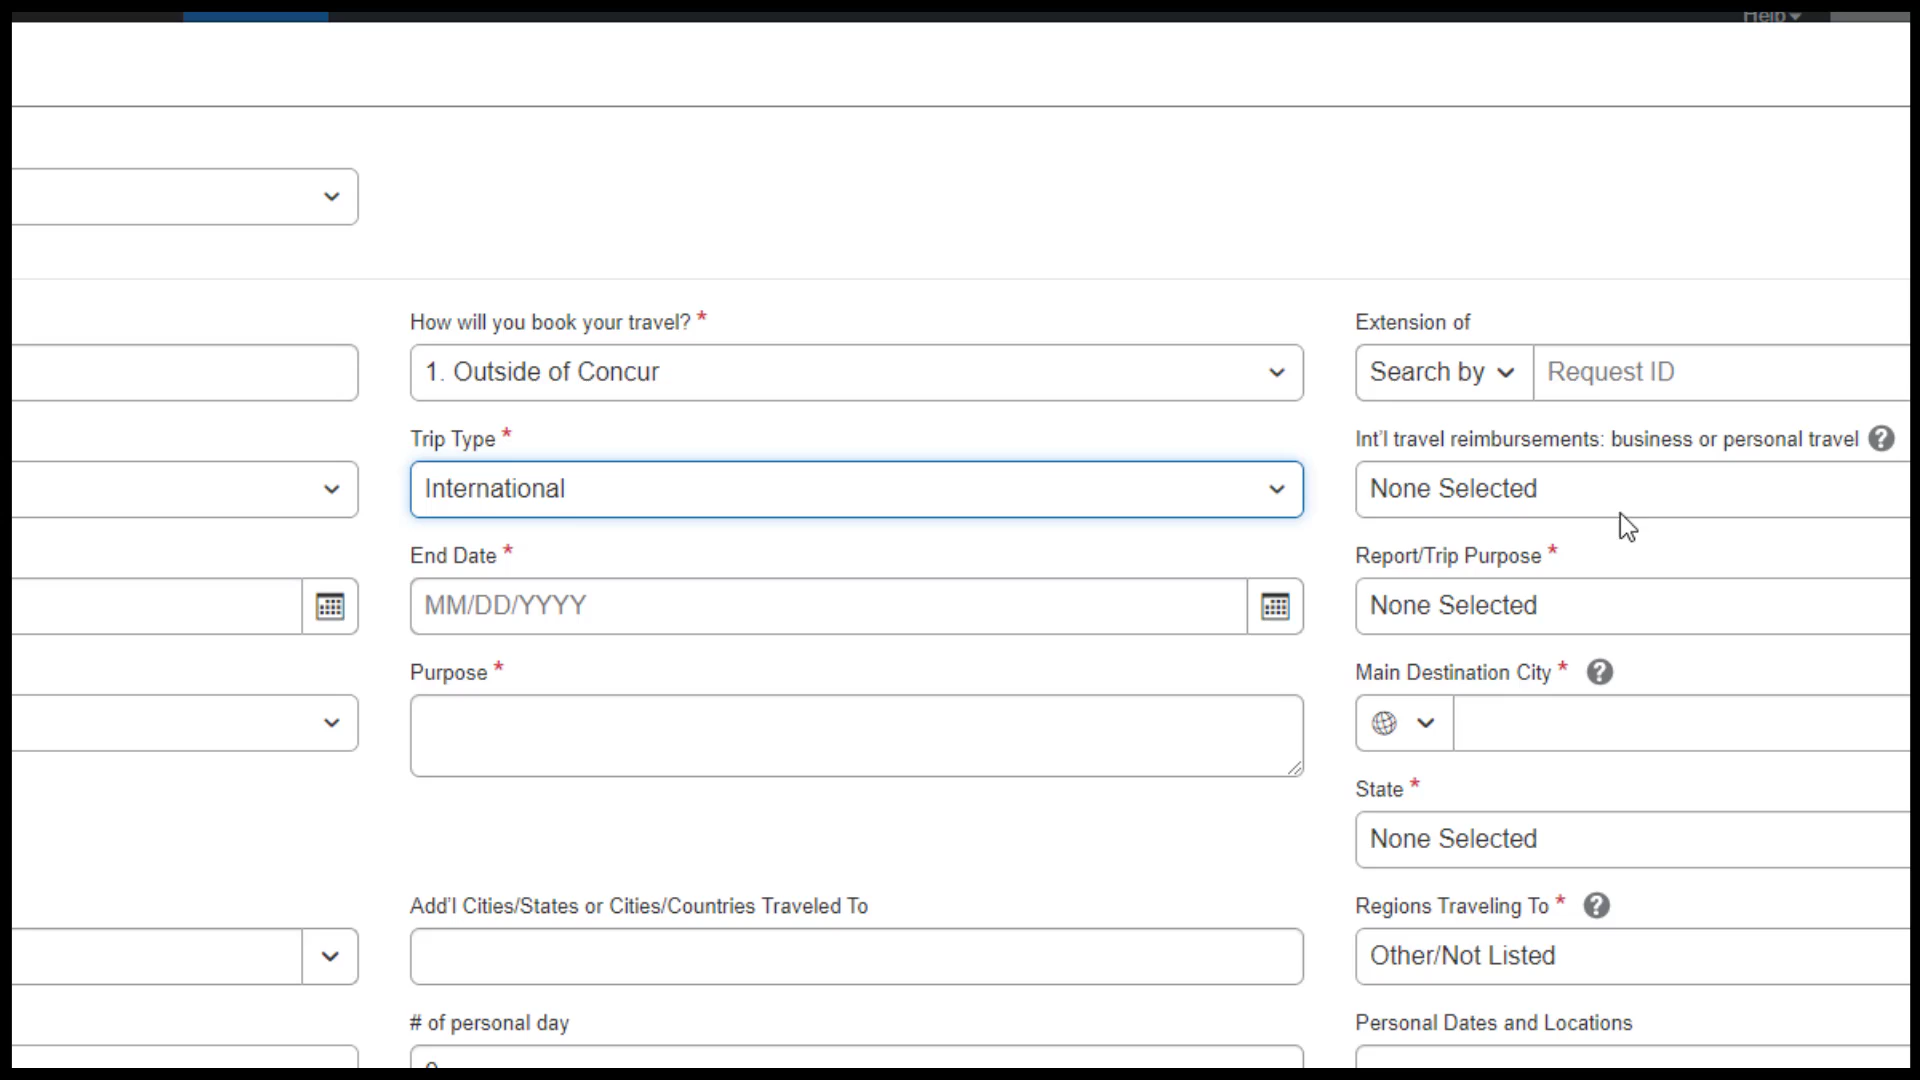 Help
How will you book your travel? *
Extension of
1. Outside of Concur
Search by
Request ID
Trip Type *
Int'l travel reimbursements: business or personal travel ?
International
None Selected
End Date *
Report/Trip Purpose *
MM/DD/YYYY
None Selected
Purpose *
Main Destination City * ?
State *
None Selected
Add'l Cities/States or Cities/Countries Traveled To
Regions Traveling To * ?
Other/Not Listed
# of personal day
Personal Dates and Locations